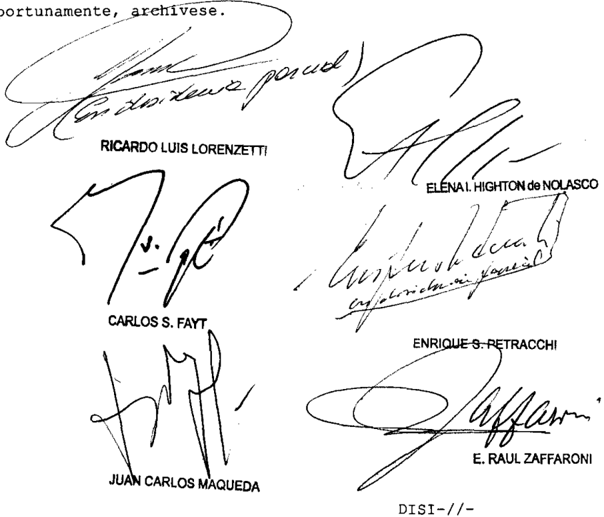 portunamente, archívese.
(en disidencia parcial)
RICARDO LUIS LORENZETTI
ELENA I. HIGHTON de NOLASCO
CARLOS S. FAYT
en disidencia parcial
ENRIQUE S. PETRACCHI
JUAN CARLOS MAQUEDA
Zaffaroni
E. RAUL ZAFFARONI
DISI-//-